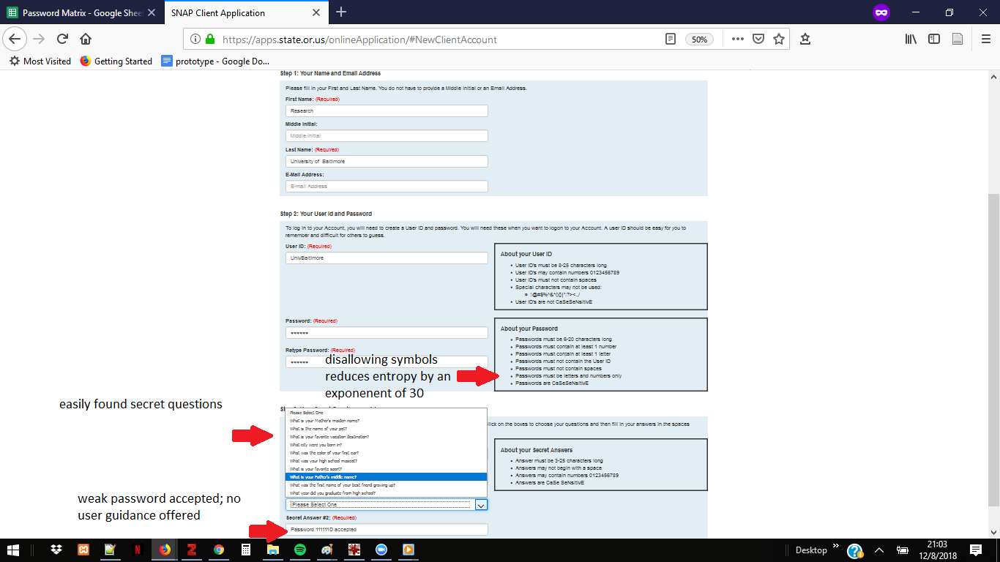 Password Matrix - Google Shee
SNAP Client Application
https://apps.state.or.us/onlineApplication/#NewClientAccount
50%
Most Visited
Getting Started
prototype - Google Do...
Step 1: Your Name and Email Address
Please fill in your First and Last Name. You do not have to provide a Middle Initial or an Email Address.
First Name: (Required)
Research
Middle Initial:
Middle Initial
Last Name: (Required)
University of Baltimore
E-Mail Address:
E-mail Address
Step 2: Your User Id and Password
To log in to your Account, you will need to create a User ID and password. You will need these when you want to logon to your Account. A user ID should be easy for you to
remember and difficult for others to guess.
User ID: (Required)
UnivBaltimore
About your User ID
User ID's must be 8-25 characters long
User ID's may contain numbers 0123456789
User ID's must not contain spaces
Special characters may not be used:
User ID's are not CaSeSeNsitivE
Password: (Required)
******
Retype Password: (Required)
******
About your Password
Passwords must be 6-20 characters long
Passwords must contain at least 1 number
Passwords must contain at least 1 letter
Passwords must not contain the User ID
Passwords must not contain spaces
Passwords must be letters and numbers only
Passwords are CaSeSeNsitivE
disallowing symbols
reduces entropy by an
exponenent of 30
easily found secret questions
Please Select One
What is your Mother's maiden name?
What is the name of your pet?
What is your favorite vacation destination?
What city were you born in?
What was the color of your first car?
What was your high school mascot?
What is your favorite sport?
What is your Father's middle name?
What was the first name of your best friend growing up?
What year did you graduate from high school?
click on the boxes to choose your questions and then fill in your answers in the spaces
About your Secret Answers
Answer must be 3-25 characters long
Answers may not begin with a space
Answers may contain numbers 0123456789
Answers are CaSe SeNsitivE
weak password accepted; no
user guidance offered
Please Select One
Secret Answer #2: (Required)
Password 111111D accepted
Desktop
21:03
12/8/2018